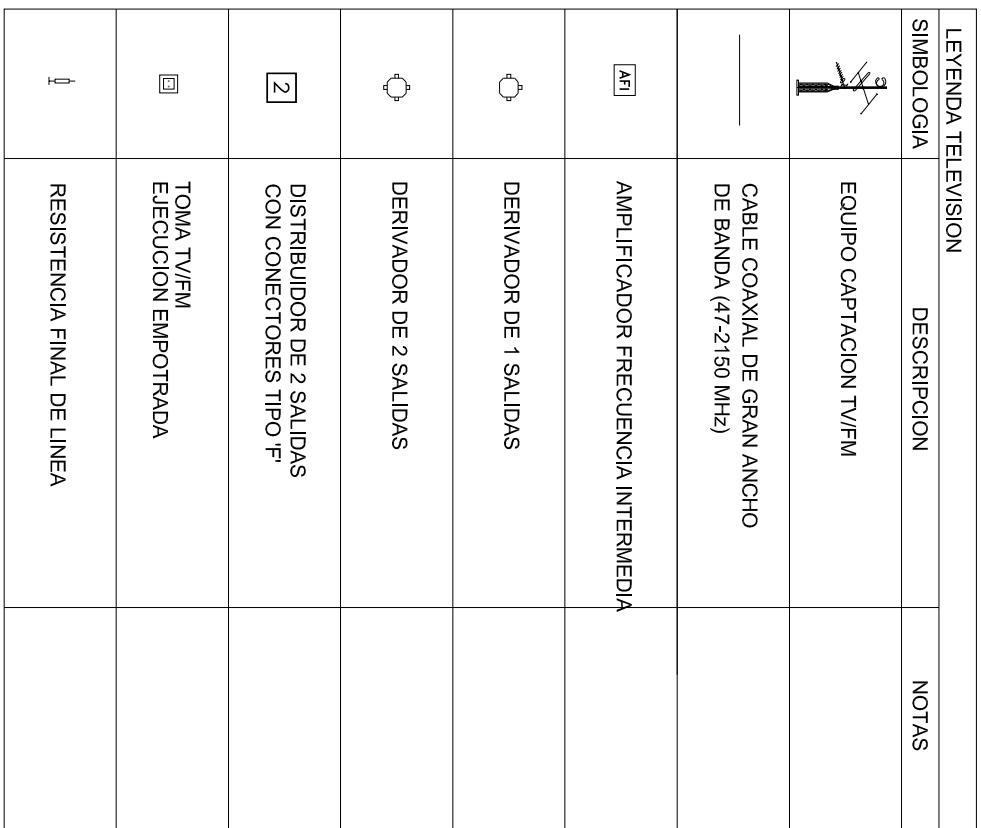 LEYENDA TELEVISION
SIMBOLOGIA DESCRIPCION NOTAS
EQUIPO CAPTACION TV/FM
CABLE COAXIAL DE GRAN ANCHO
DE BANDA (47-2150 MHz)
AFI AMPLIFICADOR FRECUENCIA INTERMEDIA
DERIVADOR DE 1 SALIDAS
DERIVADOR DE 2 SALIDAS
2 DISTRIBUIDOR DE 2 SALIDAS
CON CONECTORES TIPO 'F'
TOMA TV/FM
EJECUCION EMPOTRADA
RESISTENCIA FINAL DE LINEA